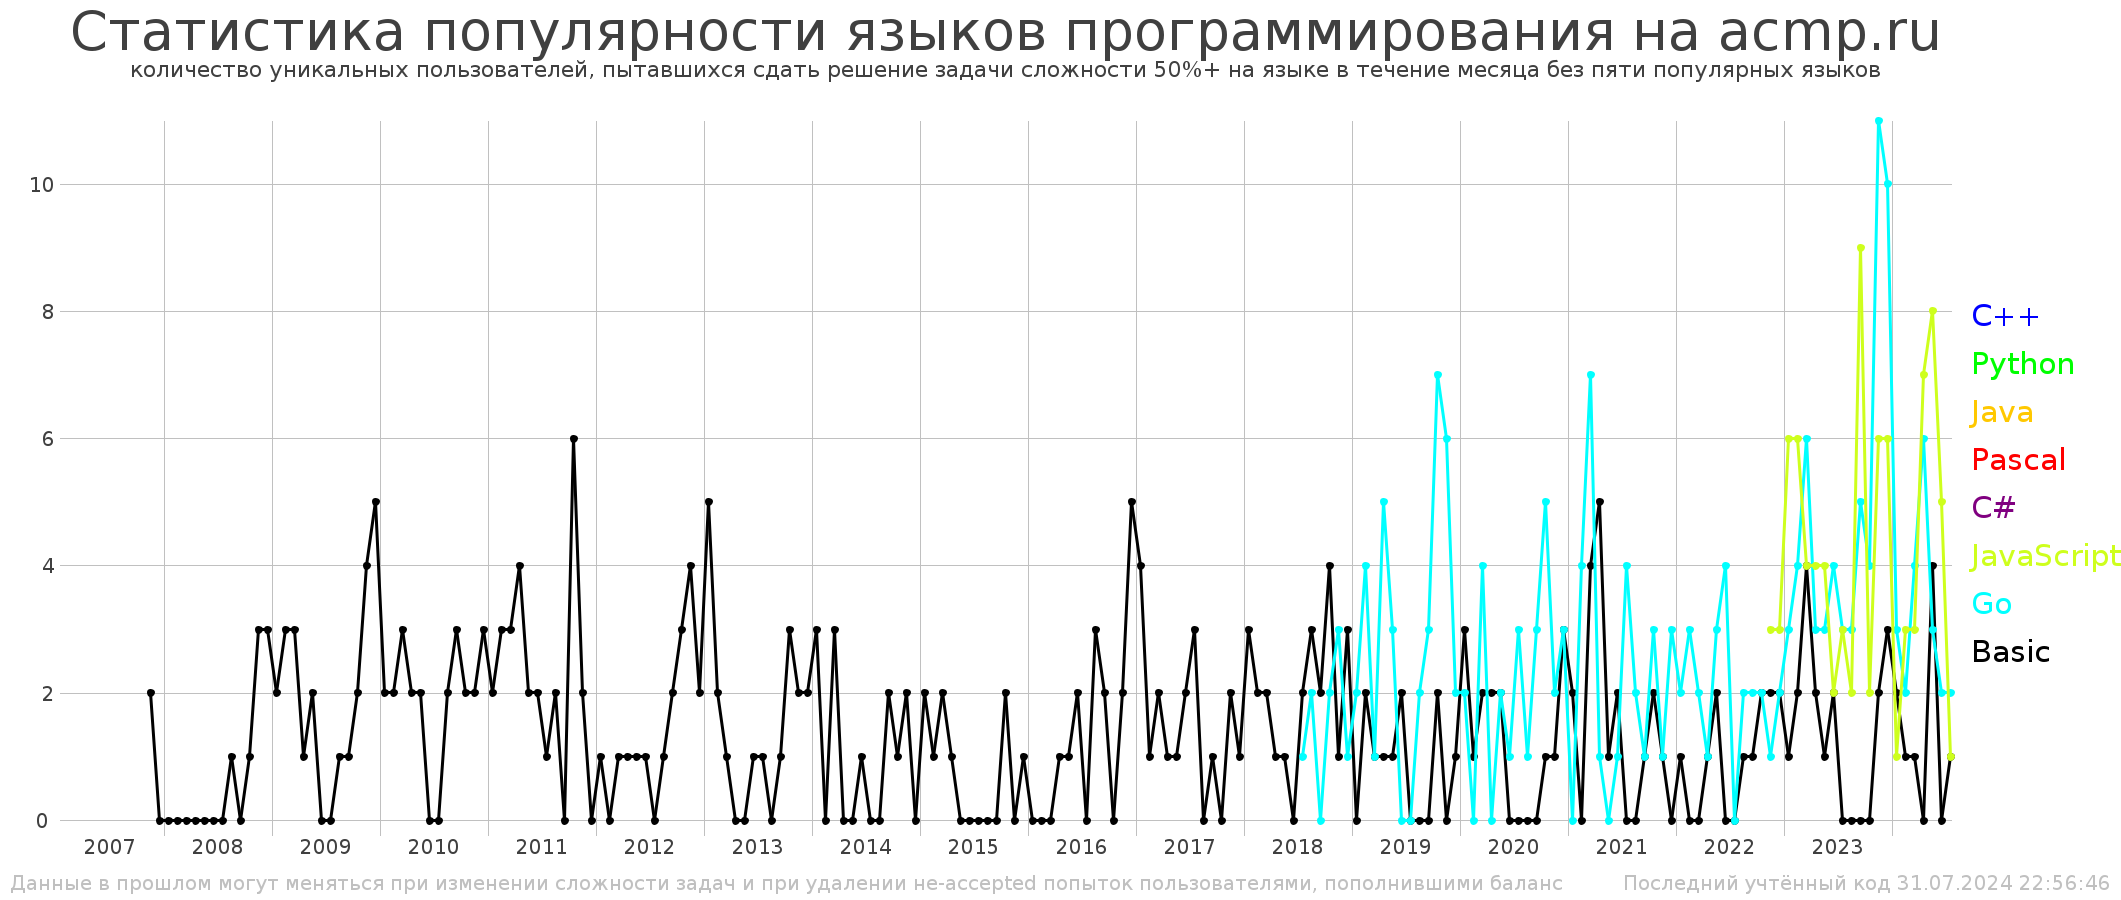 Статистика популярности языков программирования на acmp.ru
количество уникальных пользователей, пытавшихся сдать решение задачи сложности 50%+ на языке в течение месяца без пяти популярных языков
10
8
6
4
2
0
C++
Python
Java
Pascal
C#
JavaScript
Go
Basic
2007 2008 2009 2010 2011 2012 2013 2014 2015 2016 2017 2018 2019 2020 2021 2022 2023
Данные в прошлом могут меняться при изменении сложности задач и при удалении не-accepted попыток пользователями, пополнившими баланс Последний учтённый код 31.07.2024 22:56:46